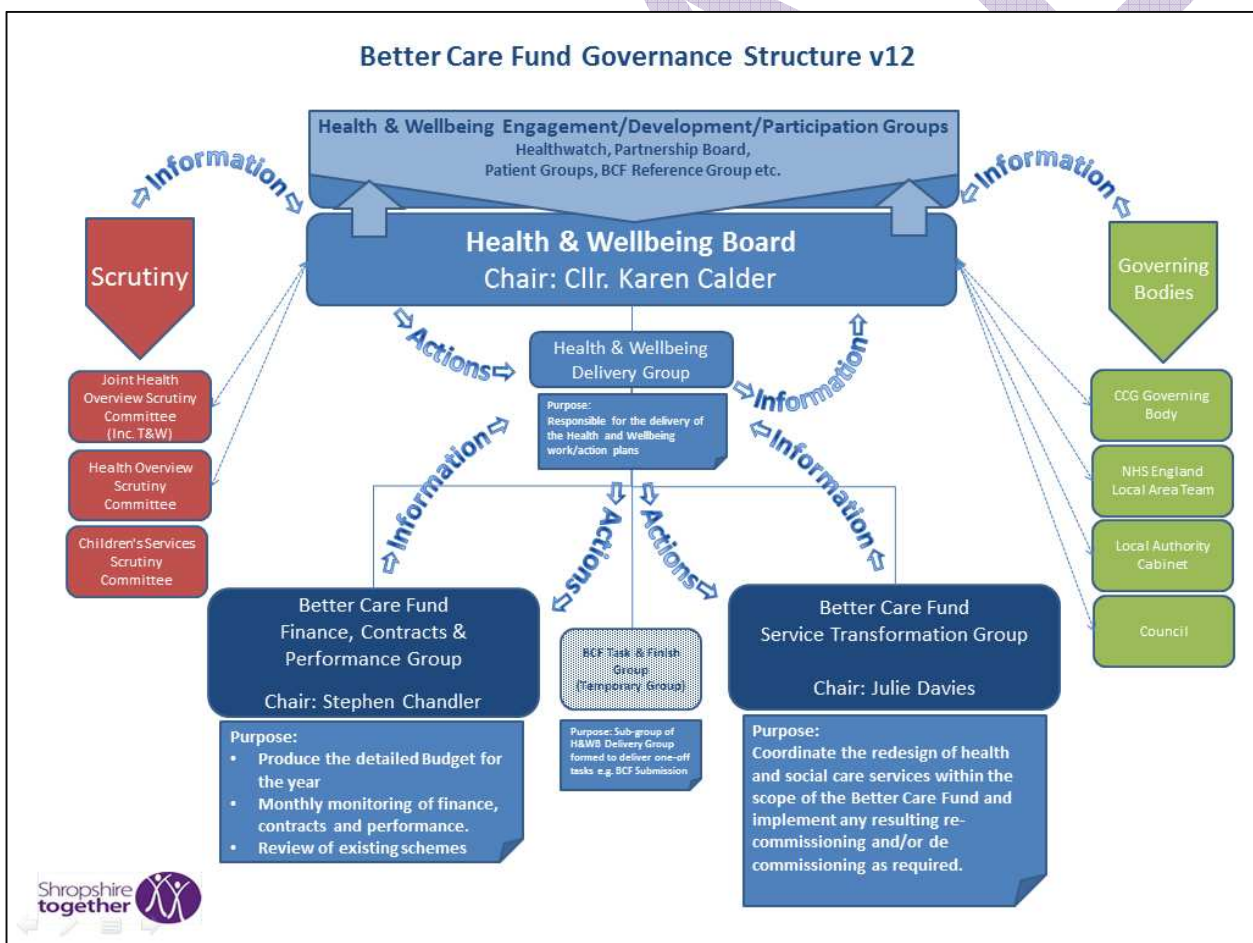 Better Care Fund Governance Structure v12
Health & Wellbeing Engagement/Development/Participation Groups
Healthwatch, Partnership Board,
Patient Groups, BCF Reference Group etc.
Information
Information
Health & Wellbeing Board
Chair: Cllr. Karen Calder
Scrutiny
Governing
Bodies
Actions
Information
Health & Wellbeing
Delivery Group
Purpose:
Responsible for the delivery of
the Health and Wellbeing
work/action plans
Joint Health
Overview Scrutiny
Committee
(Inc. T&W)
Health Overview
Scrutiny
Committee
Children's Services
Scrutiny
Committee
CCG Governing
Body
NHS England
Local Area Team
Local Authority
Cabinet
Council
Information
Actions
Actions
Information
Better Care Fund
Finance, Contracts &
Performance Group
Chair: Stephen Chandler
Purpose:
• Produce the detailed Budget for
the year
• Monthly monitoring of finance,
contracts and performance.
• Review of existing schemes
BCF Task & Finish
Group
(Temporary Group)
Purpose: Sub-group of
H&WB Delivery Group
formed to deliver one-off
tasks e.g. BCF Submission
Better Care Fund
Service Transformation Group
Chair: Julie Davies
Purpose:
Coordinate the redesign of health
and social care services within the
scope of the Better Care Fund and
implement any resulting re-
commissioning and/or de
commissioning as required.
Shropshire
together